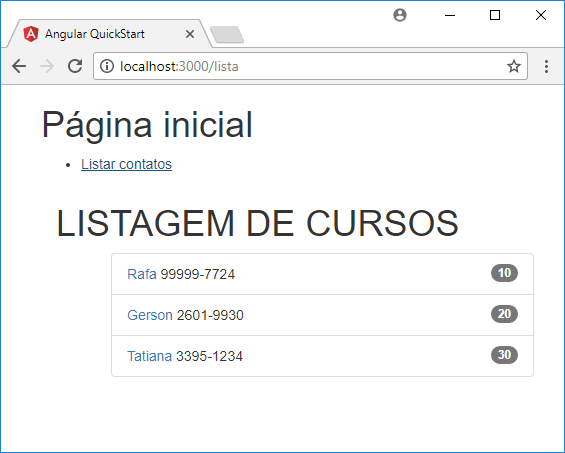 Angular QuickStart
localhost:3000/lista
Página inicial
Listar contatos
LISTAGEM DE CURSOS
Rafa 99999-7724 10
Gerson 2601-9930 20
Tatiana 3395-1234 30